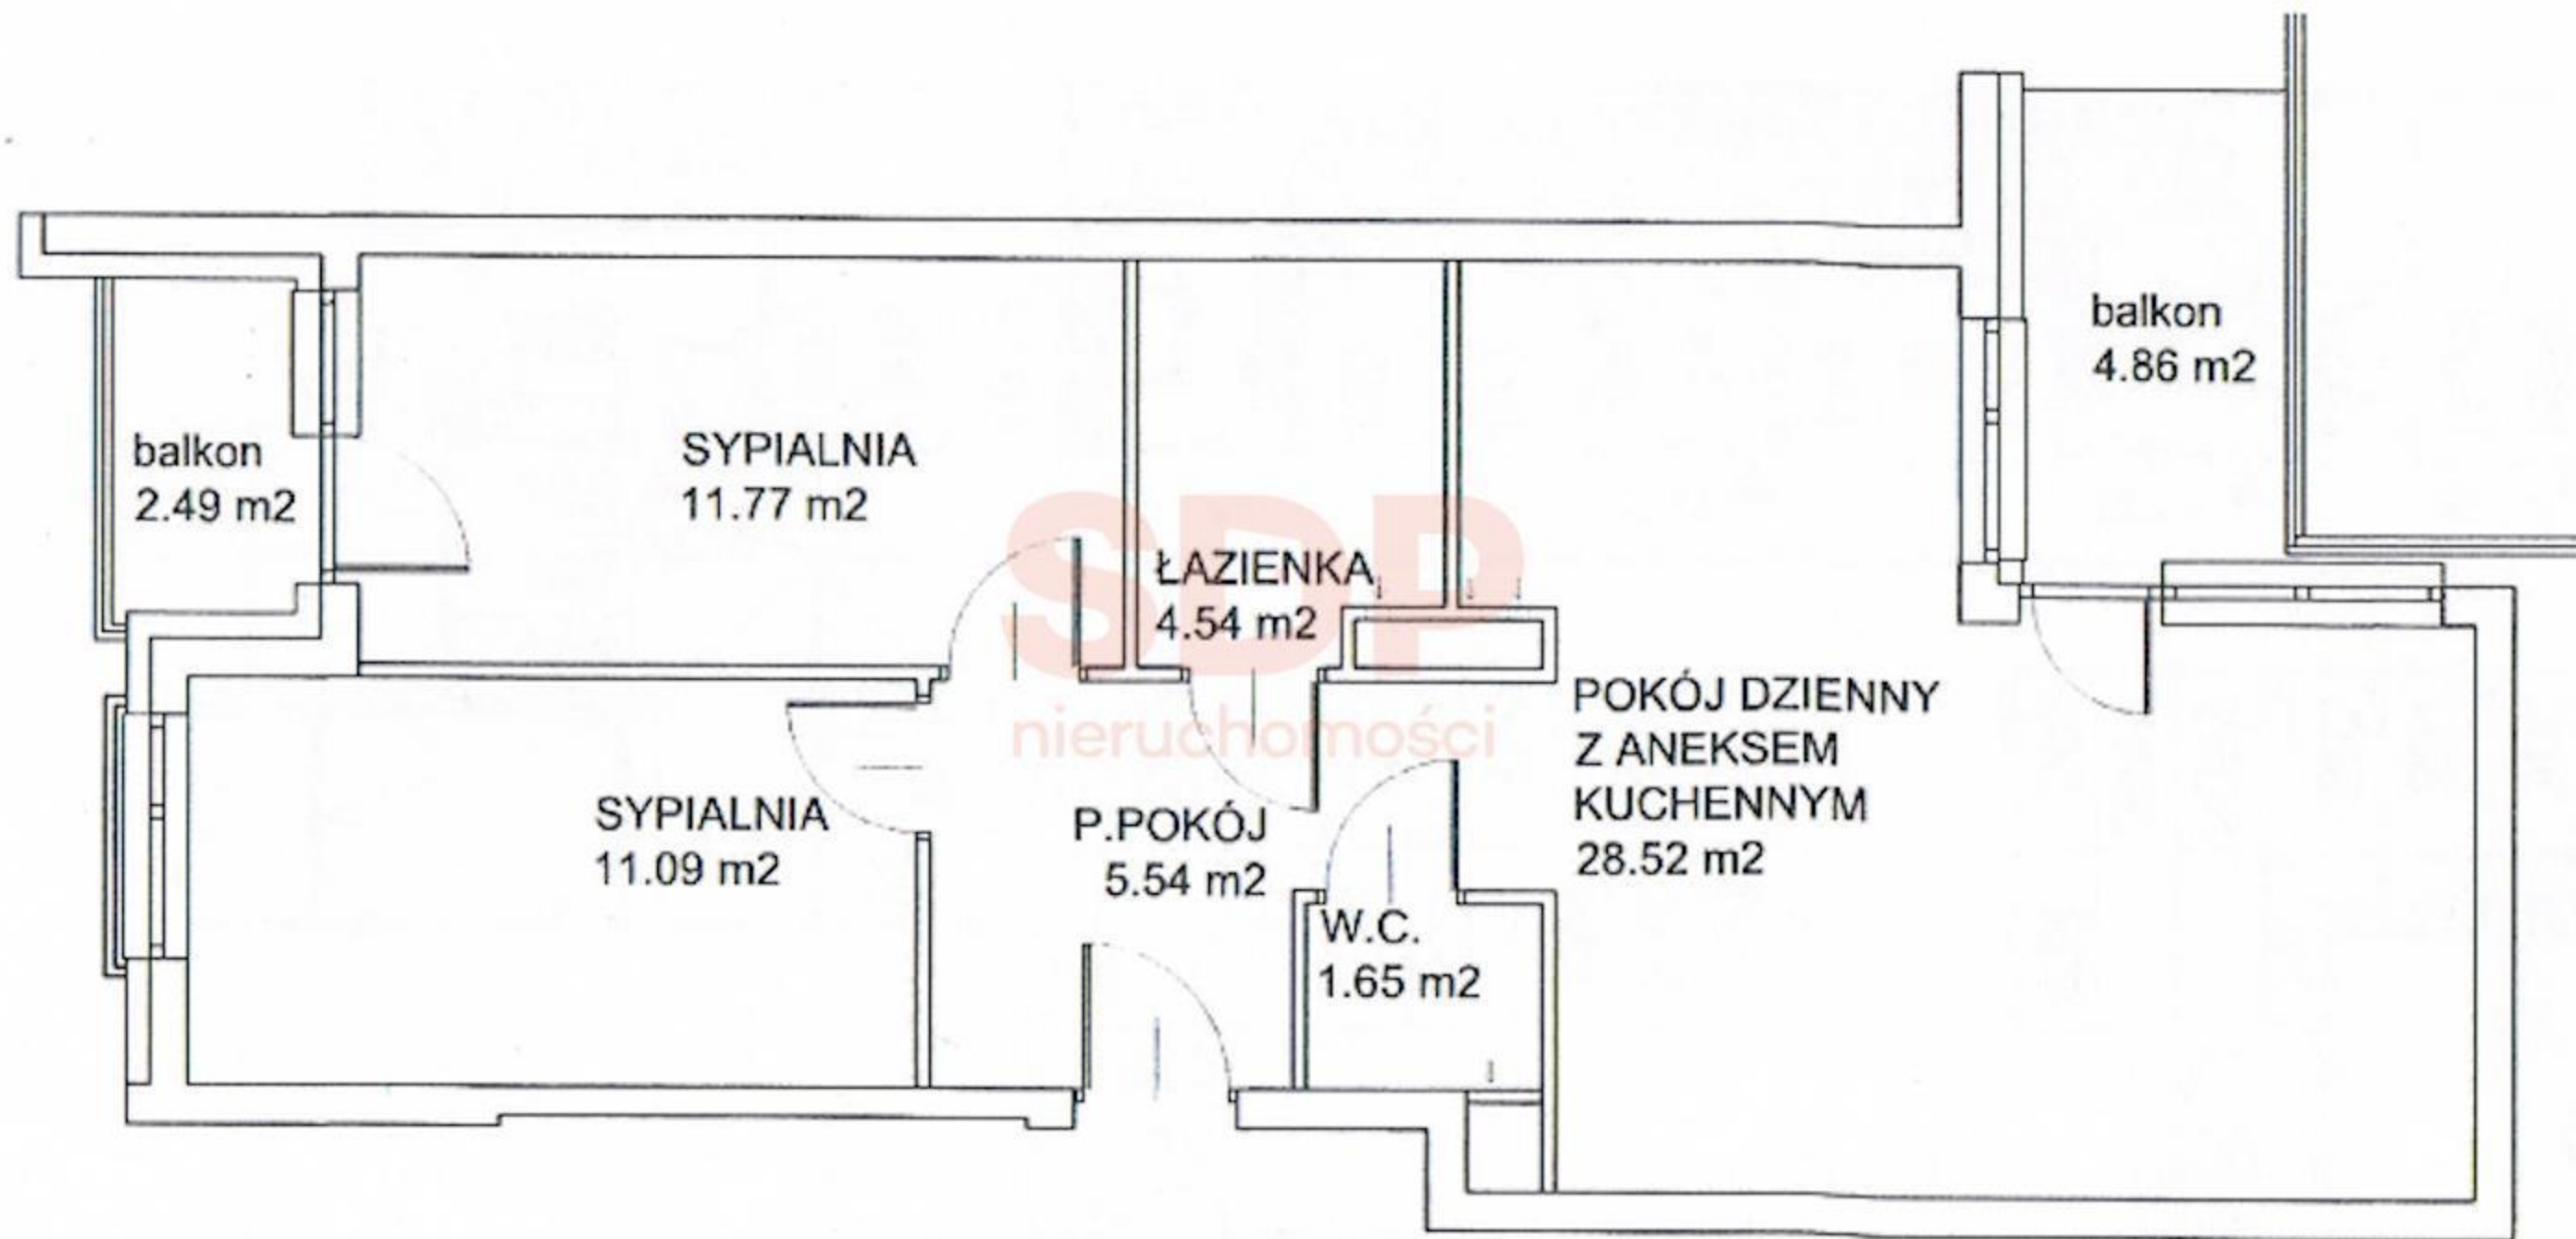 balkon
4.86 m2
balkon
2.49 m2
SYPIALNIA
11.77 m2
ŁAZIENKA
4.54 m2
SDP
nieruchomości
POKÓJ DZIENNY
Z ANEKSEM
KUCHENNYM
28.52 m2
SYPIALNIA
11.09 m2
P.POKÓJ
5.54 m2
W.C.
1.65 m2